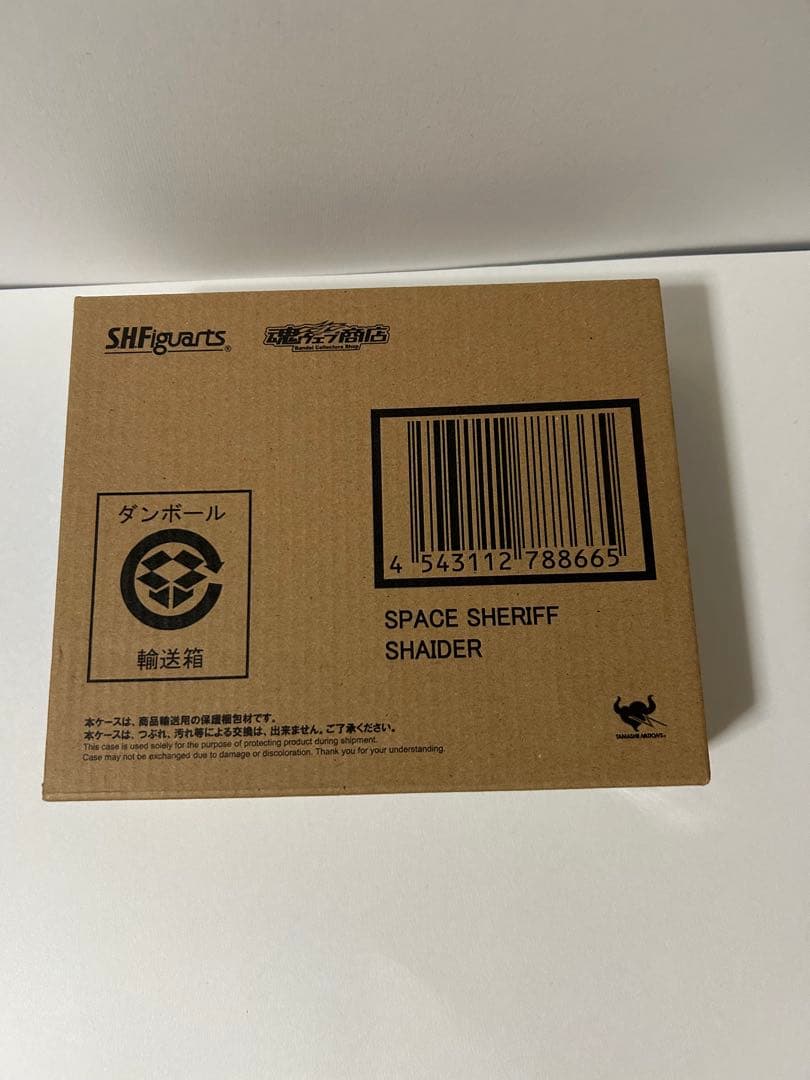 S.H.Figuarts®
魂ウェブ商店
Bandai Collectors Shop
4 543112 788665
SPACE SHERIFF
SHAIDER
ダンボール
輸送箱
本ケースは、商品輸送用の保護梱包材です。
本ケースは、つぶれ、汚れ等による交換は、出来ません。ご了承ください。
This case is used solely for the purpose of protecting product during shipment.
Case may not be exchanged due to damage or discoloration. Thank you for your understanding.
TAMASHII NATIONS™